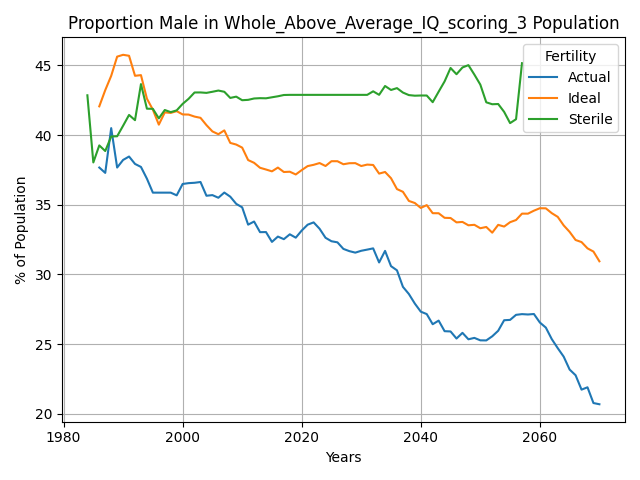 Proportion Male in Whole_Above_Average_IQ_scoring_3 Population
Fertility
Actual
Ideal
Sterile
% of Population
45
40
35
30
25
20
1980
2000
2020
2040
2060
Years